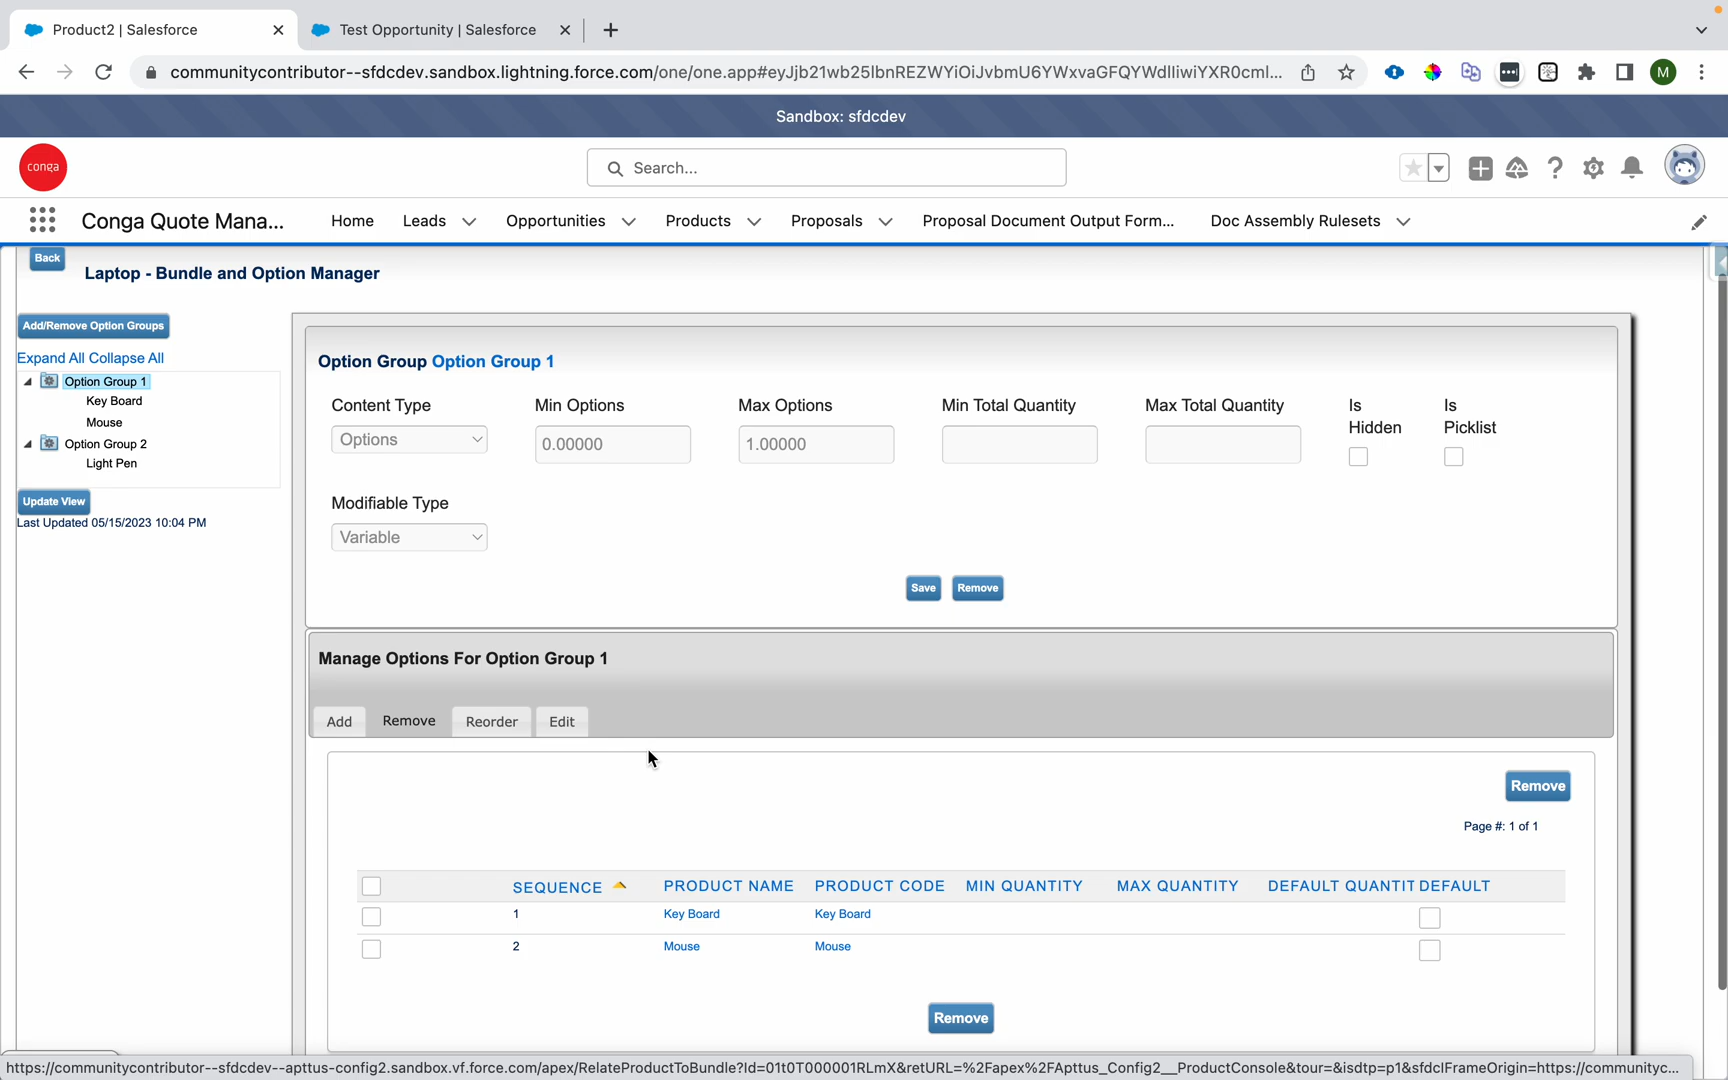 Product2 | Salesforce
Test Opportunity | Salesforce
communitycontributor--sfdcdev.sandbox.lightning.force.com/one/one.app#eyJjb21wb25lbnREZWYiOiJvbmU6YWxvaGFQYWdlIiwiYXR0cml...
M
Sandbox: sfdcdev
conga
Search...
Conga Quote Mana...
Home
Leads
Opportunities
Products
Proposals
Proposal Document Output Form...
Doc Assembly Rulesets
Back
Laptop - Bundle and Option Manager
Add/Remove Option Groups
Expand All Collapse All
Option Group 1
Key Board
Mouse
Option Group 2
Light Pen
Update View
Last Updated 05/15/2023 10:04 PM
Option Group Option Group 1
Content Type
Min Options
Max Options
Min Total Quantity
Max Total Quantity
Is Hidden
Is Picklist
Options
0.00000
1.00000
Modifiable Type
Variable
Save
Remove
Manage Options For Option Group 1
Add
Remove
Reorder
Edit
Remove
Page #: 1 of 1
SEQUENCE PRODUCT NAME PRODUCT CODE MIN QUANTITY MAX QUANTITY DEFAULT QUANTIT DEFAULT
1 Key Board Key Board
2 Mouse Mouse
Remove
https://communitycontributor--sfdcdev--apttus-config2.sandbox.vf.force.com/apex/RelateProductToBundle?Id=01t0T000001RLmX&retURL=%2Fapex%2FApttus_Config2__ProductConsole&tour=&isdtp=p1&sfdcIFrameOrigin=https://communityc...